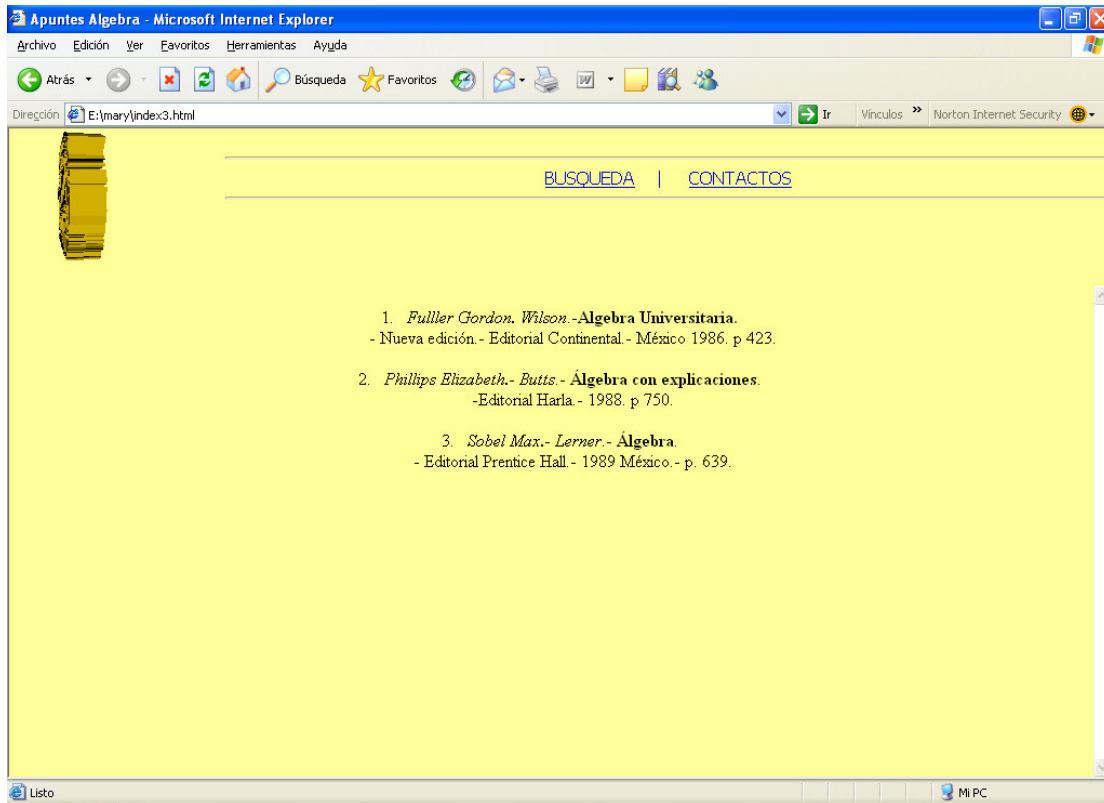 Apuntes Algebra - Microsoft Internet Explorer
Archivo Edición Ver Favoritos Herramientas Ayuda
Atrás Búsqueda Favoritos
Dirección E:\mary\index3.html Ir Vínculos » Norton Internet Security
BUSQUEDA | CONTACTOS
1. Fulller Gordon. Wilson.-Algebra Universitaria.
- Nueva edición.- Editorial Continental.- México 1986. p 423.
2. Phillips Elizabeth.- Butts.- Álgebra con explicaciones.
-Editorial Harla.- 1988. p 750.
3. Sobel Max.- Lerner.- Álgebra.
- Editorial Prentice Hall.- 1989 México.- p. 639.
Listo Mi PC